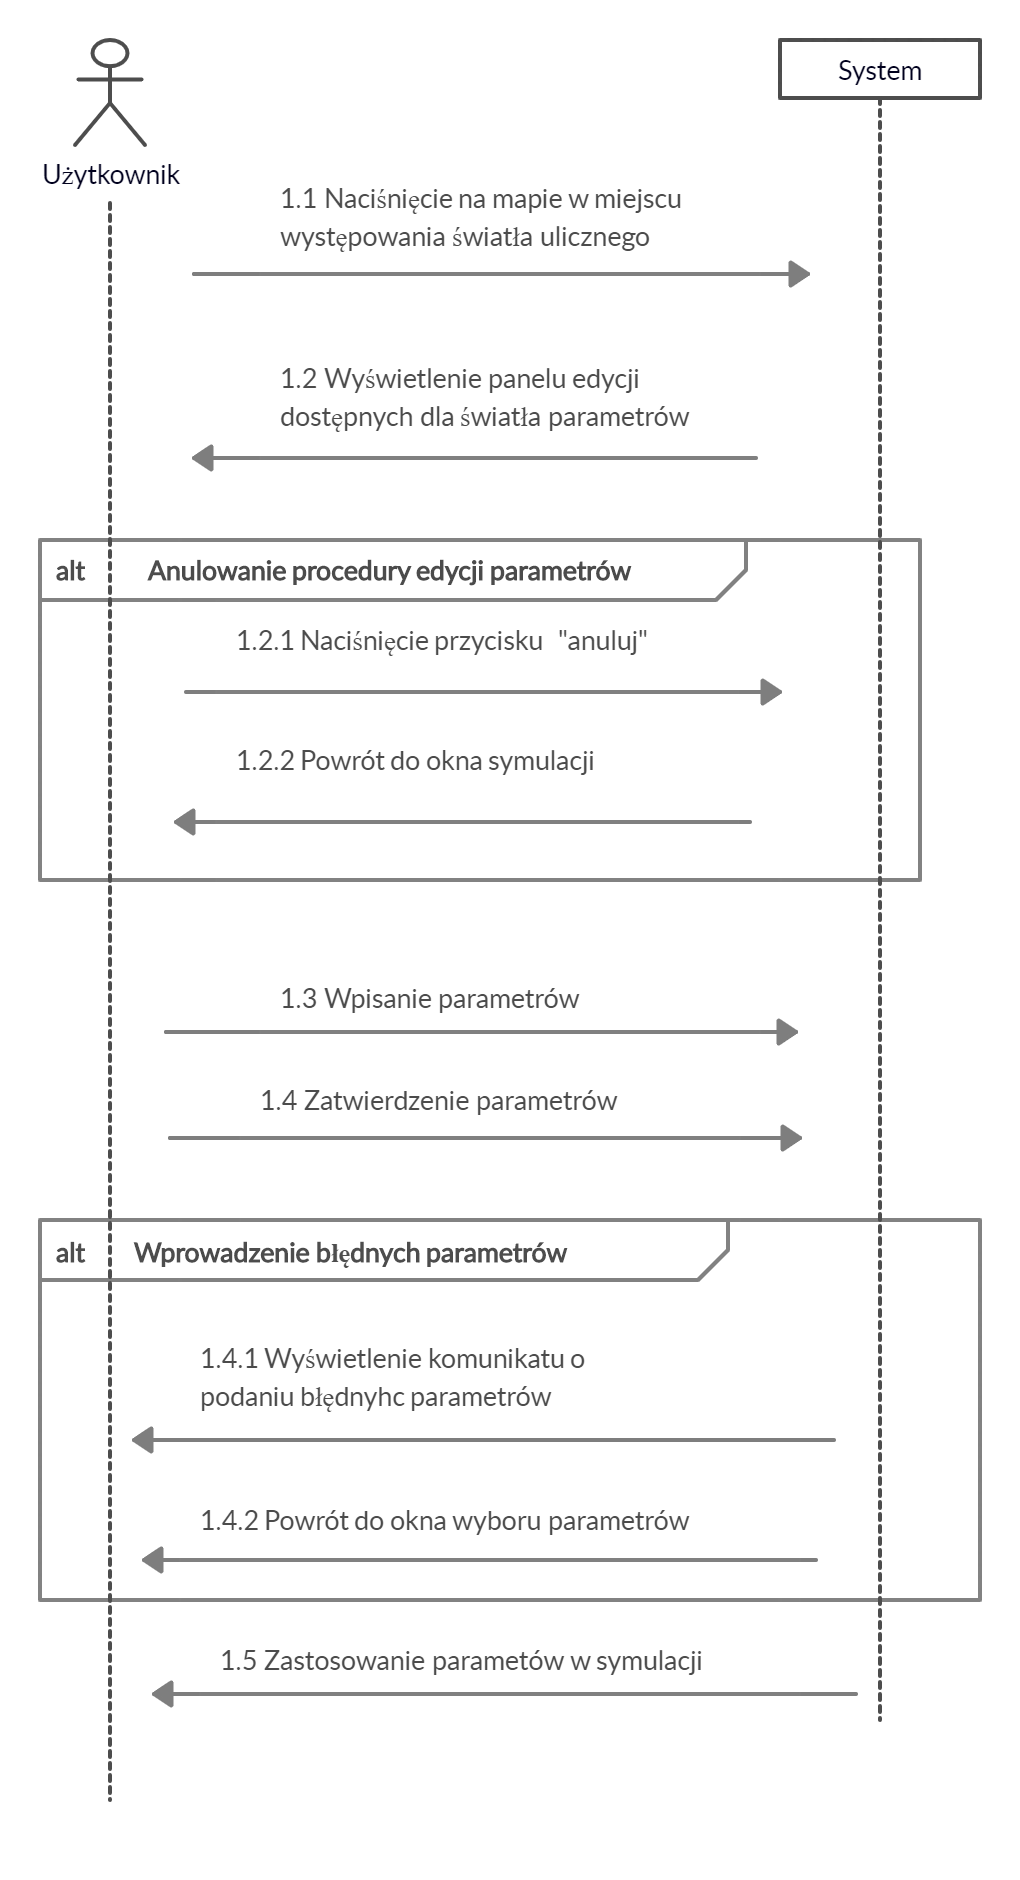 System
Użytkownik
1.1 Naciśnięcie na mapie w miejscu
występowania światła ulicznego
1.2 Wyświetlenie panelu edycji
dostępnych dla światła parametrów
alt Anulowanie procedury edycji parametrów
1.2.1 Naciśnięcie przycisku "anuluj"
1.2.2 Powrót do okna symulacji
1.3 Wpisanie parametrów
1.4 Zatwierdzenie parametrów
alt Wprowadzenie błędnych parametrów
1.4.1 Wyświetlenie komunikatu o
podaniu błędnyhc parametrów
1.4.2 Powrót do okna wyboru parametrów
1.5 Zastosowanie parametów w symulacji